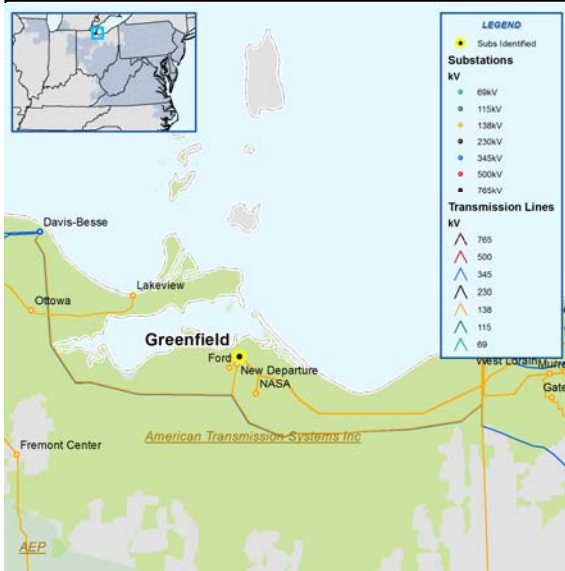 LEGEND
Subs Identified
Substations
kV
69kV
115kV
138kV
230kV
345kV
500kV
765kV
Transmission Lines
kV
765
500
345
230
138
115
69
Davis-Besse
Lakeview
Ottowa
Greenfield
Ford
New Departure
NASA
West Lorain
Murre
Gate
American Transmission Systems Inc
Fremont Center
AEP